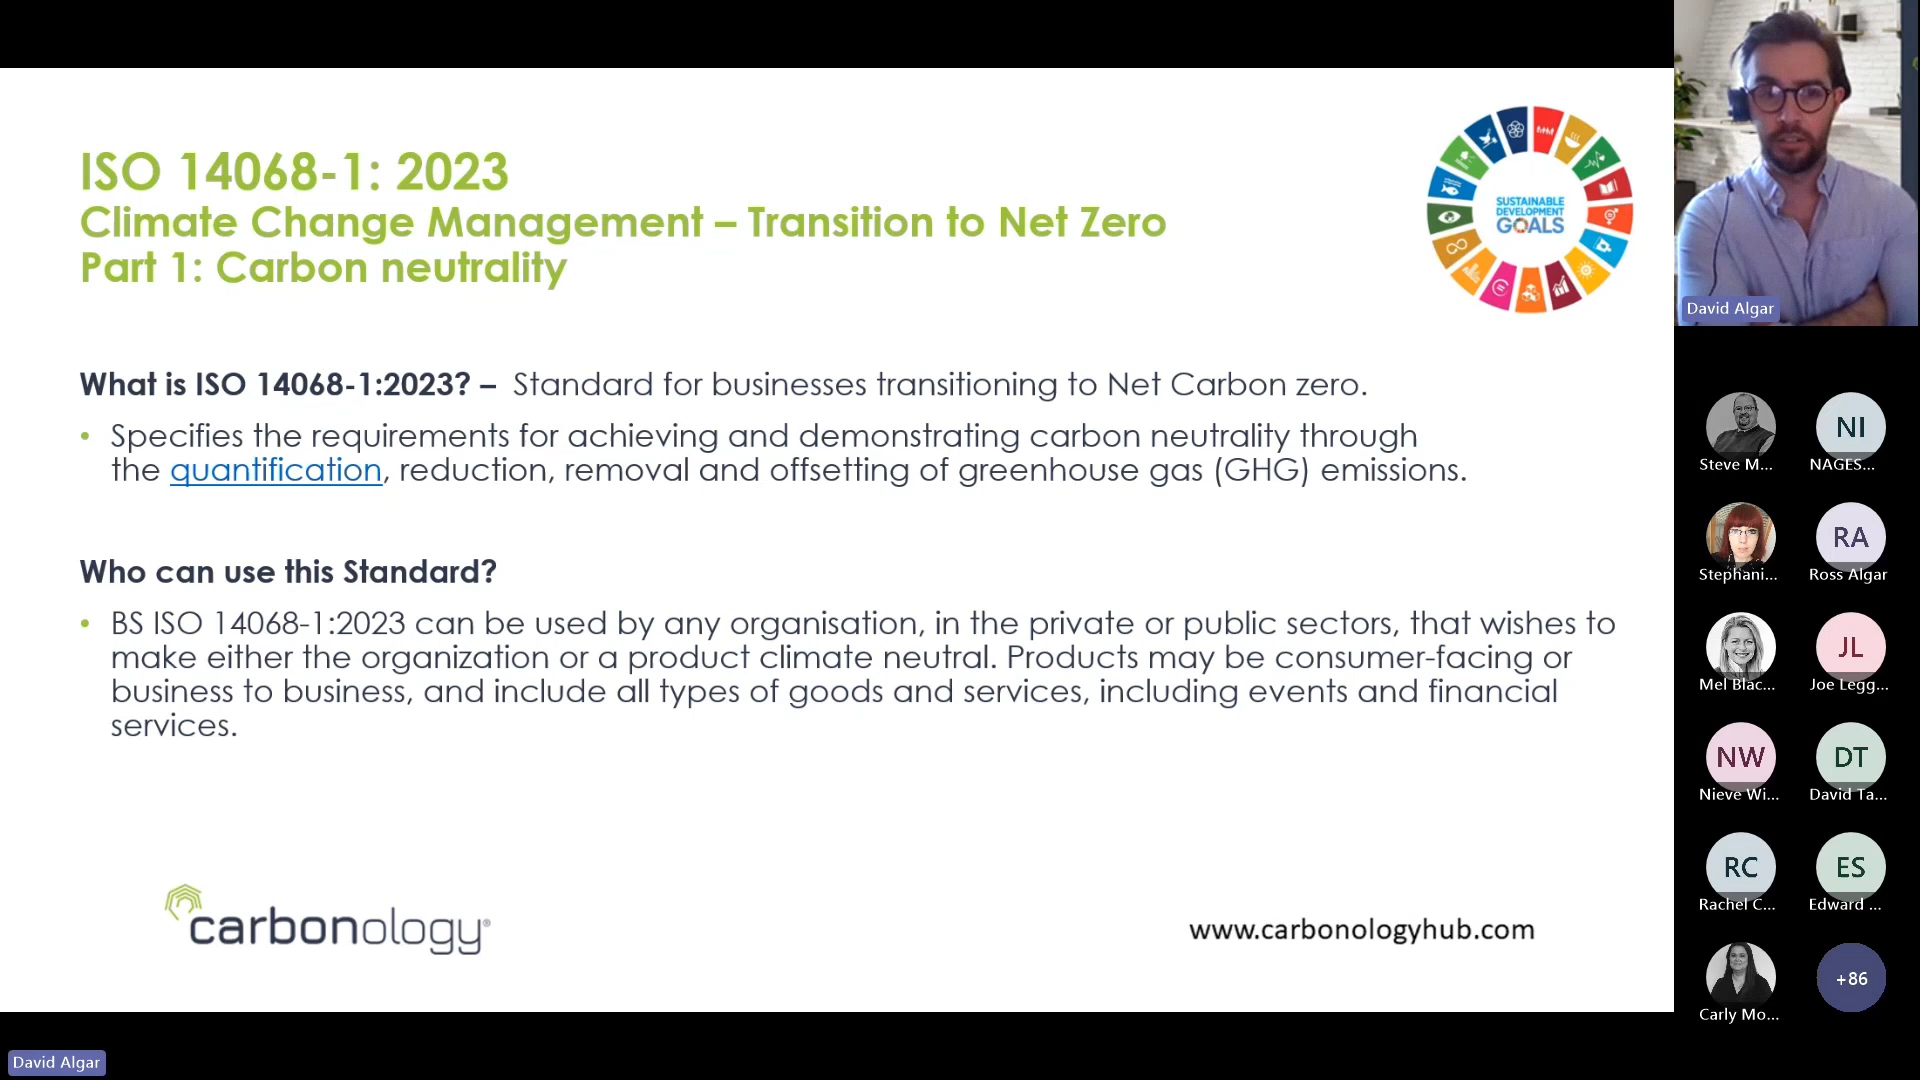 ISO 14068-1: 2023
Climate Change Management – Transition to Net Zero
Part 1: Carbon neutrality
SUSTAINABLE
DEVELOPMENT
GOALS
What is ISO 14068-1:2023? – Standard for businesses transitioning to Net Carbon zero.
• Specifies the requirements for achieving and demonstrating carbon neutrality through
the quantification, reduction, removal and offsetting of greenhouse gas (GHG) emissions.
Who can use this Standard?
• BS ISO 14068-1:2023 can be used by any organisation, in the private or public sectors, that wishes to
make either the organization or a product climate neutral. Products may be consumer-facing or
business to business, and include all types of goods and services, including events and financial
services.
carbonology®
www.carbonologyhub.com
David Algar
David Algar
Steve M...
NI
NAGES...
Stephani...
RA
Ross Algar
Mel Blac...
JL
Joe Legg...
NW
Nieve Wi...
DT
David Ta...
RC
Rachel C...
ES
Edward ...
Carly Mo...
+86